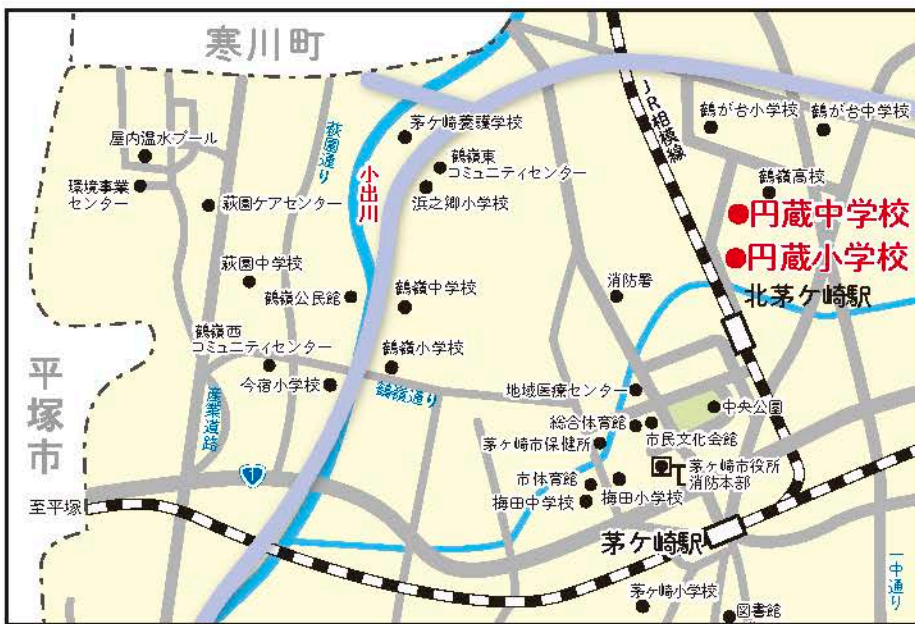 寒川町
JR相模線
鶴が台小学校
鶴が台中学校
屋内温水プール
萩園通り
茅ケ崎養護学校
小出川
鶴嶺東
コミュニティセンター
鶴嶺高校
環境事業
センター
萩園ケアセンター
浜之郷小学校
円蔵中学校
円蔵小学校
萩園中学校
鶴嶺公民館
鶴嶺中学校
消防署
北茅ケ崎駅
鶴嶺西
コミュニティセンター
鶴嶺小学校
平塚市
今宿小学校
鶴嶺通り
地域医療センター
中央公園
産業道路
総合体育館
市民文化会館
茅ケ崎市保健所
1
市体育館
茅ケ崎市役所
消防本部
梅田中学校
梅田小学校
至平塚
茅ケ崎駅
一中通り
茅ケ崎小学校
図書館